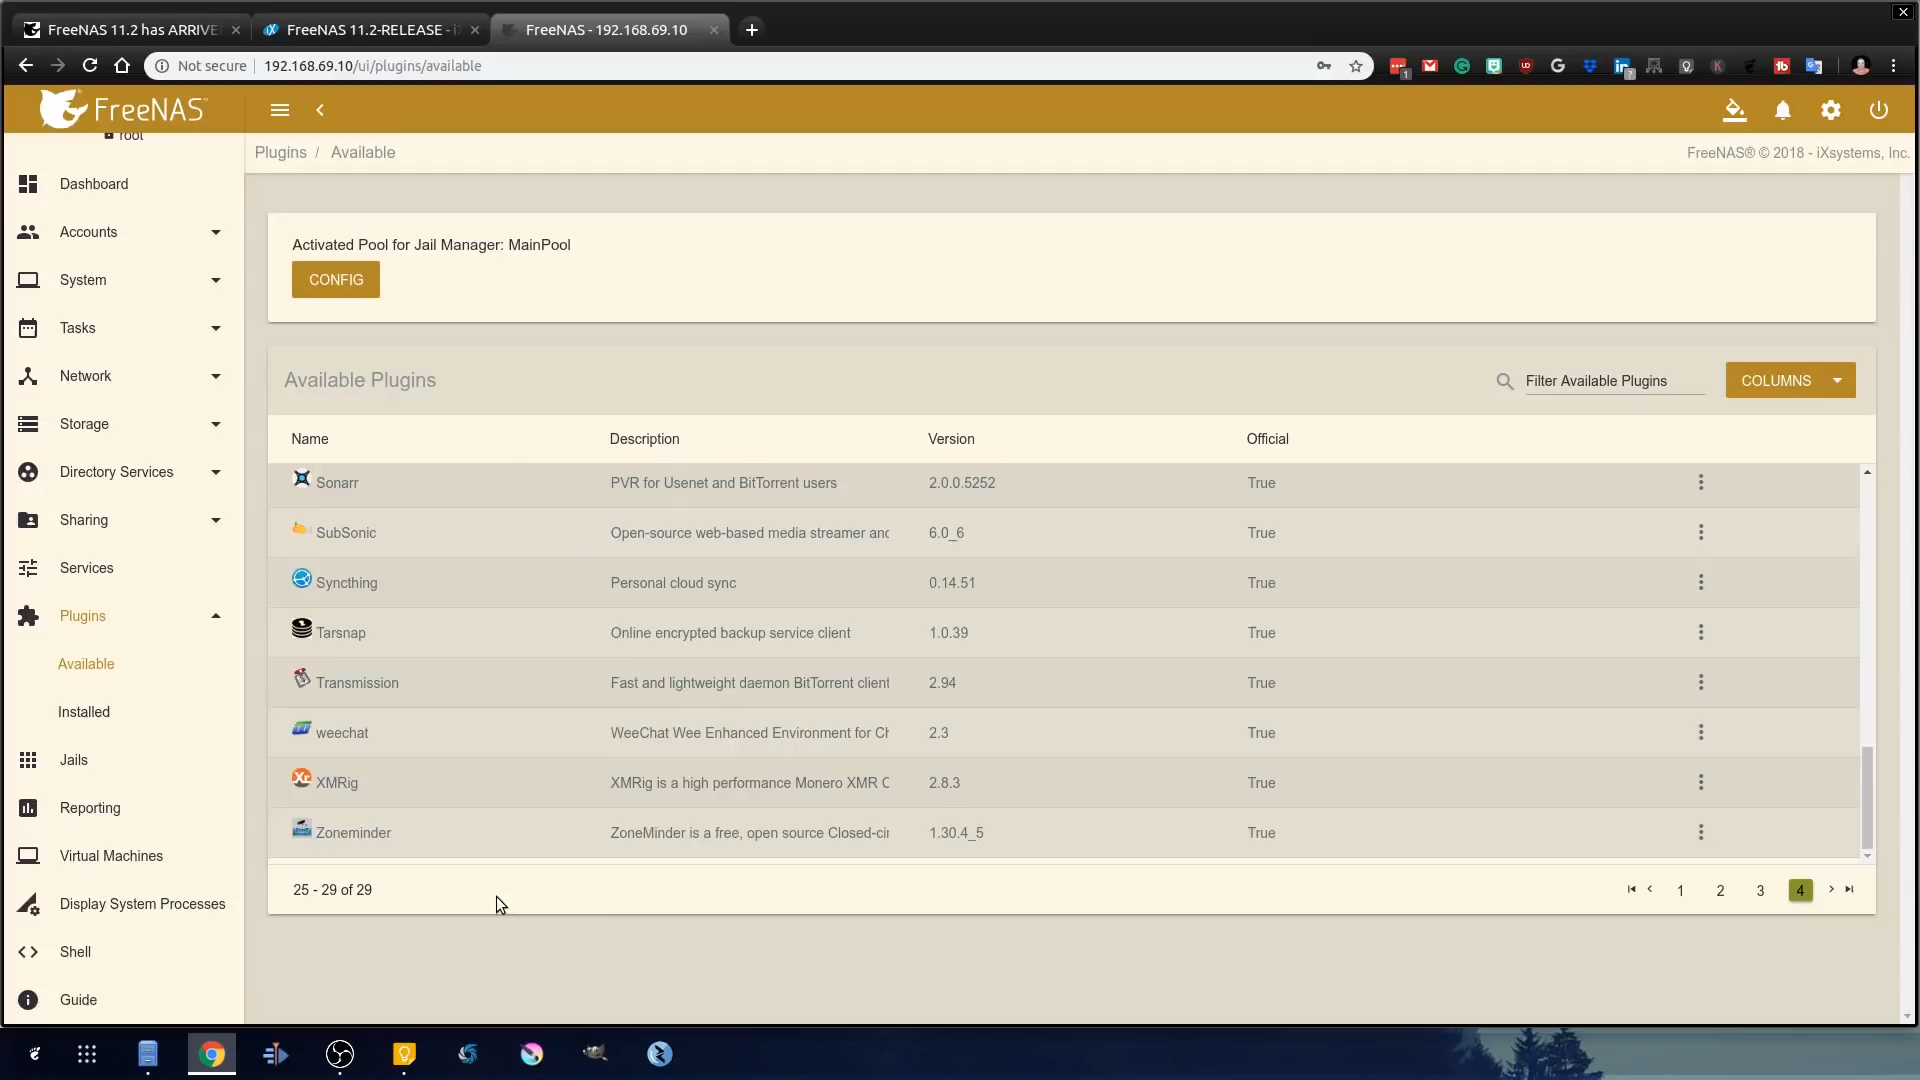 FreeNAS 11.2 has ARRIVE
FreeNAS 11.2-RELEASE - i
FreeNAS - 192.168.69.10
Not secure
192.168.69.10/ui/plugins/available
FreeNAS
root
Plugins / Available
FreeNAS® © 2018 - iXsystems, Inc.
Dashboard
Accounts
System
Tasks
Network
Storage
Directory Services
Sharing
Services
Plugins
Available
Installed
Jails
Reporting
Virtual Machines
Display System Processes
Shell
Guide
Activated Pool for Jail Manager: MainPool
CONFIG
Available Plugins
Filter Available Plugins
COLUMNS
Name Description Version Official
Sonarr PVR for Usenet and BitTorrent users 2.0.0.5252 True
SubSonic Open-source web-based media streamer and 6.0_6 True
Syncthing Personal cloud sync 0.14.51 True
Tarsnap Online encrypted backup service client 1.0.39 True
Transmission Fast and lightweight daemon BitTorrent client 2.94 True
weechat WeeChat Wee Enhanced Environment for Ch 2.3 True
XMRig XMRig is a high performance Monero XMR C 2.8.3 True
Zoneminder ZoneMinder is a free, open source Closed-cir 1.30.4_5 True
25 - 29 of 29
1 2 3 4